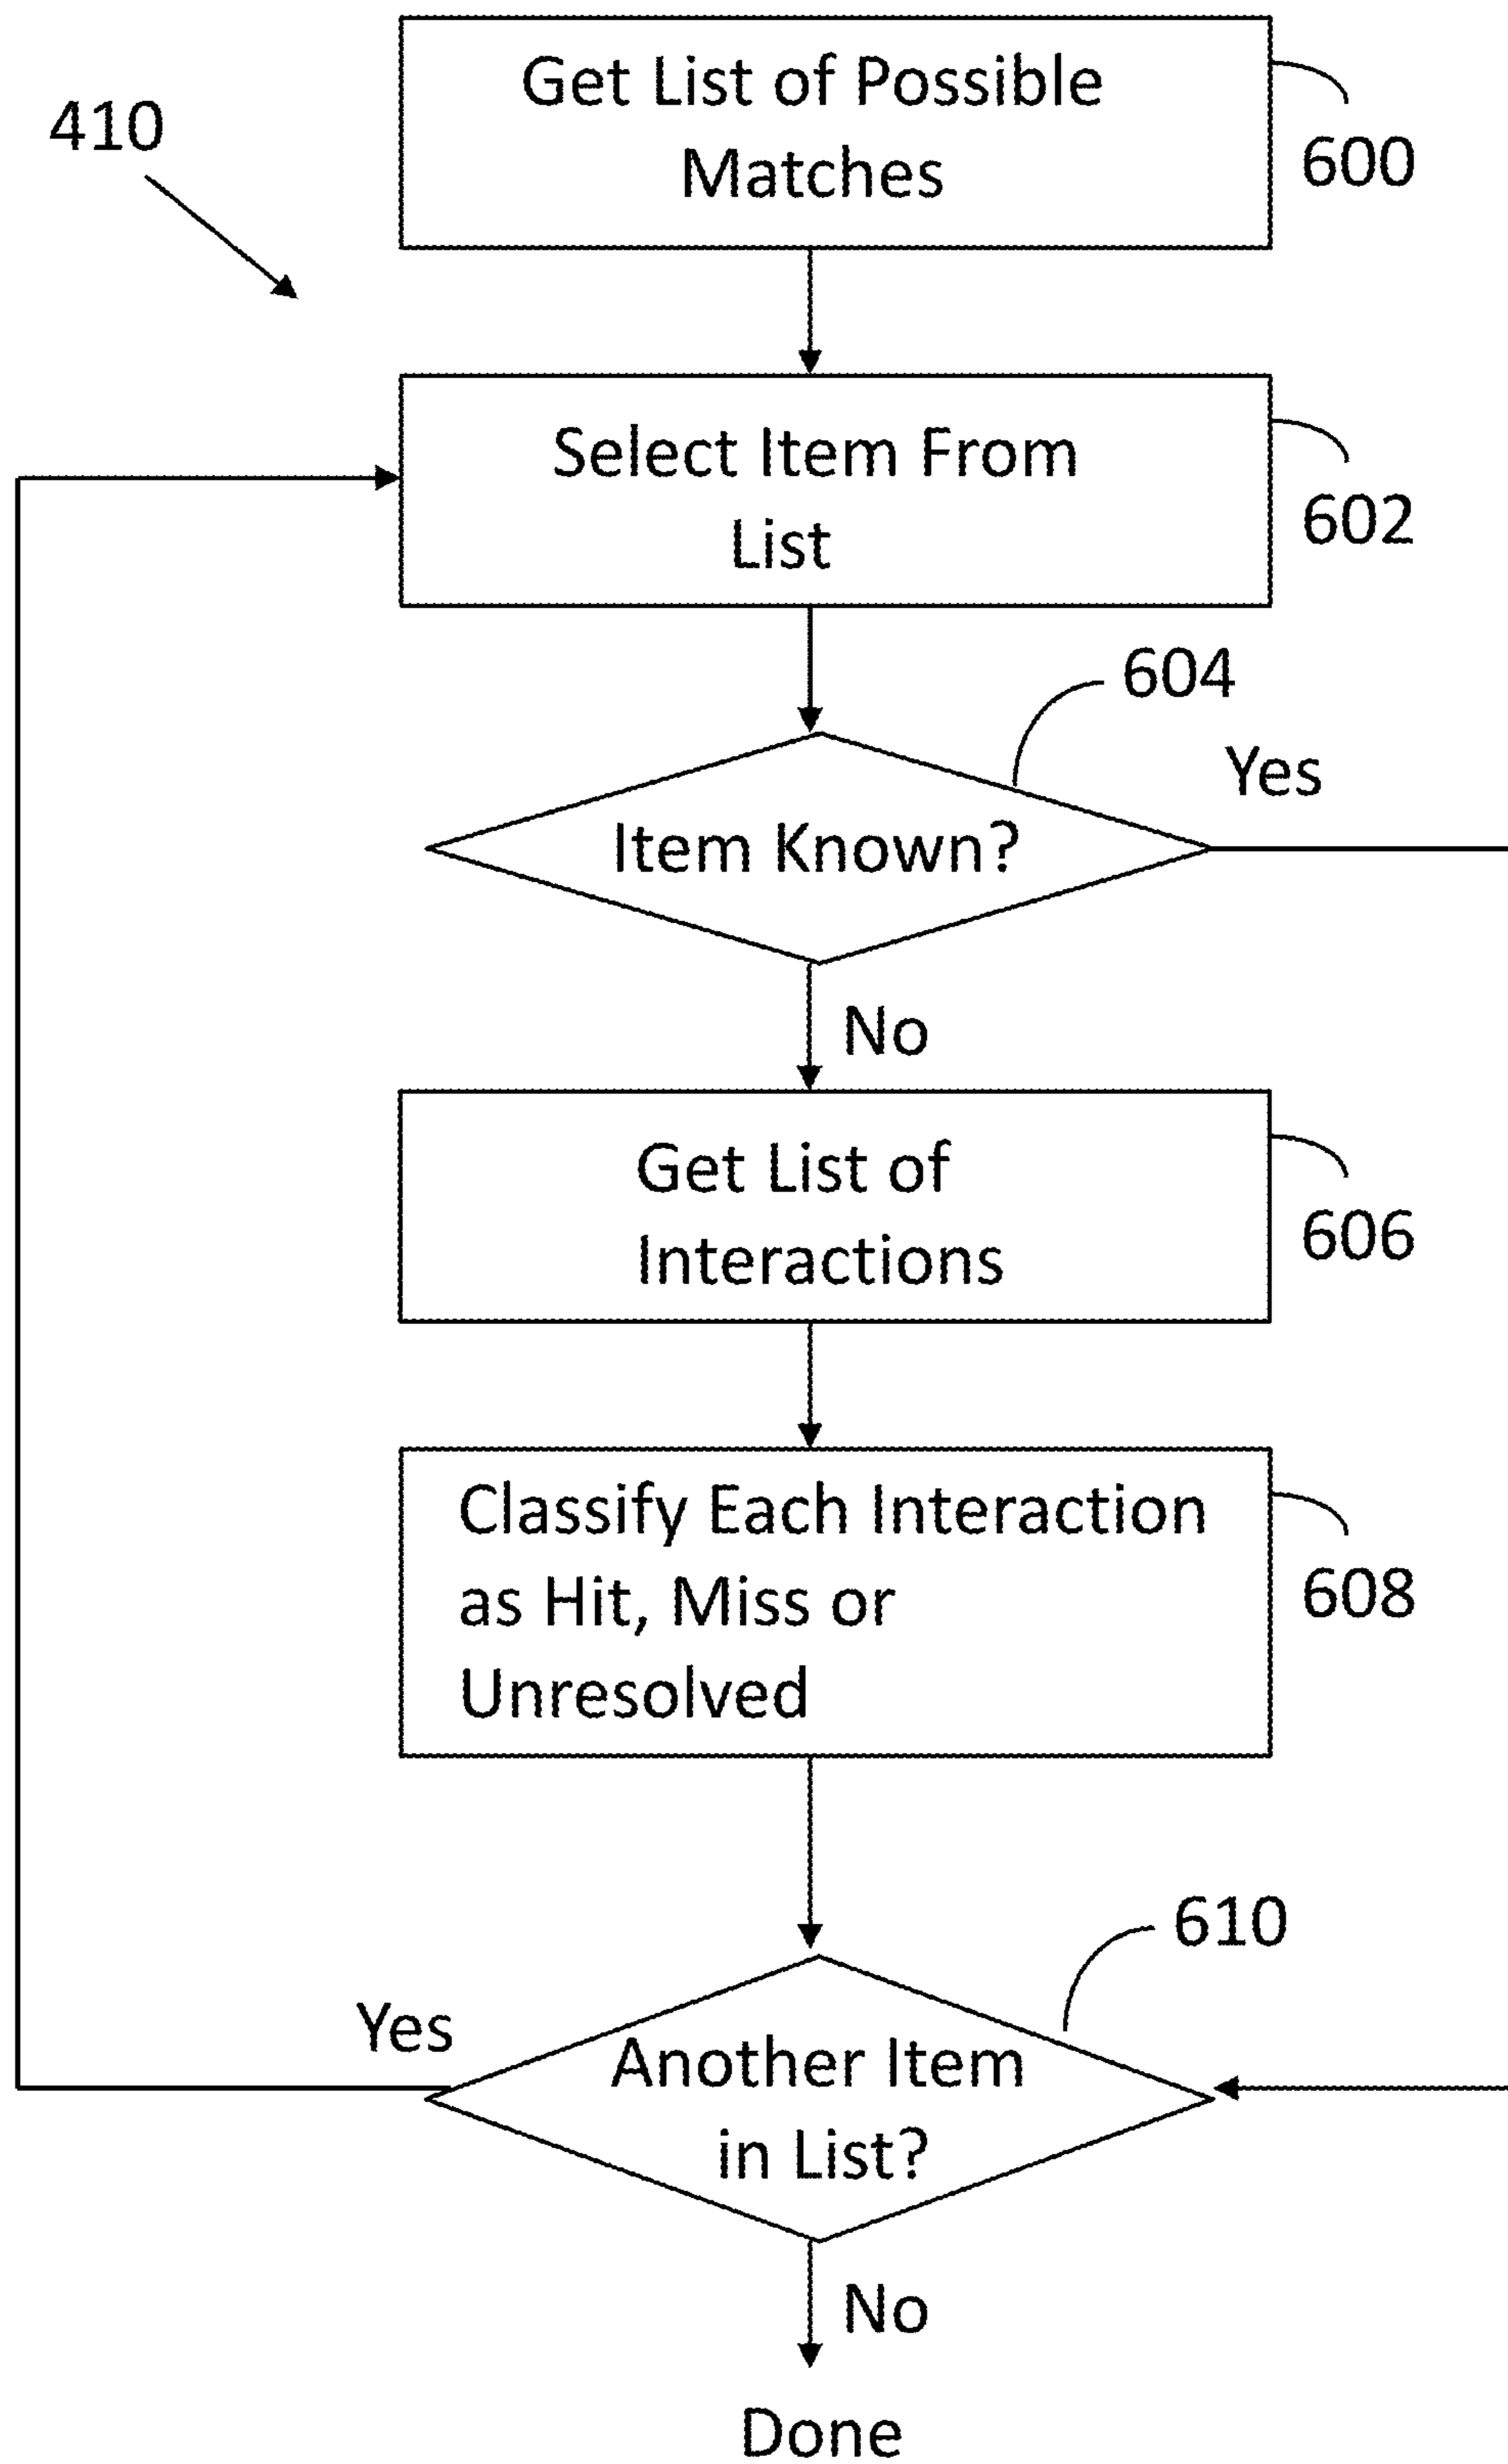 Get List of Possible
Matches
600
410
Select Item From
List
602
604
Yes
Item Known?
No
Get List of
Interactions
606
Classify Each Interaction
as Hit, Miss or
Unresolved
608
610
Yes
Another Item
in List?
No
Done